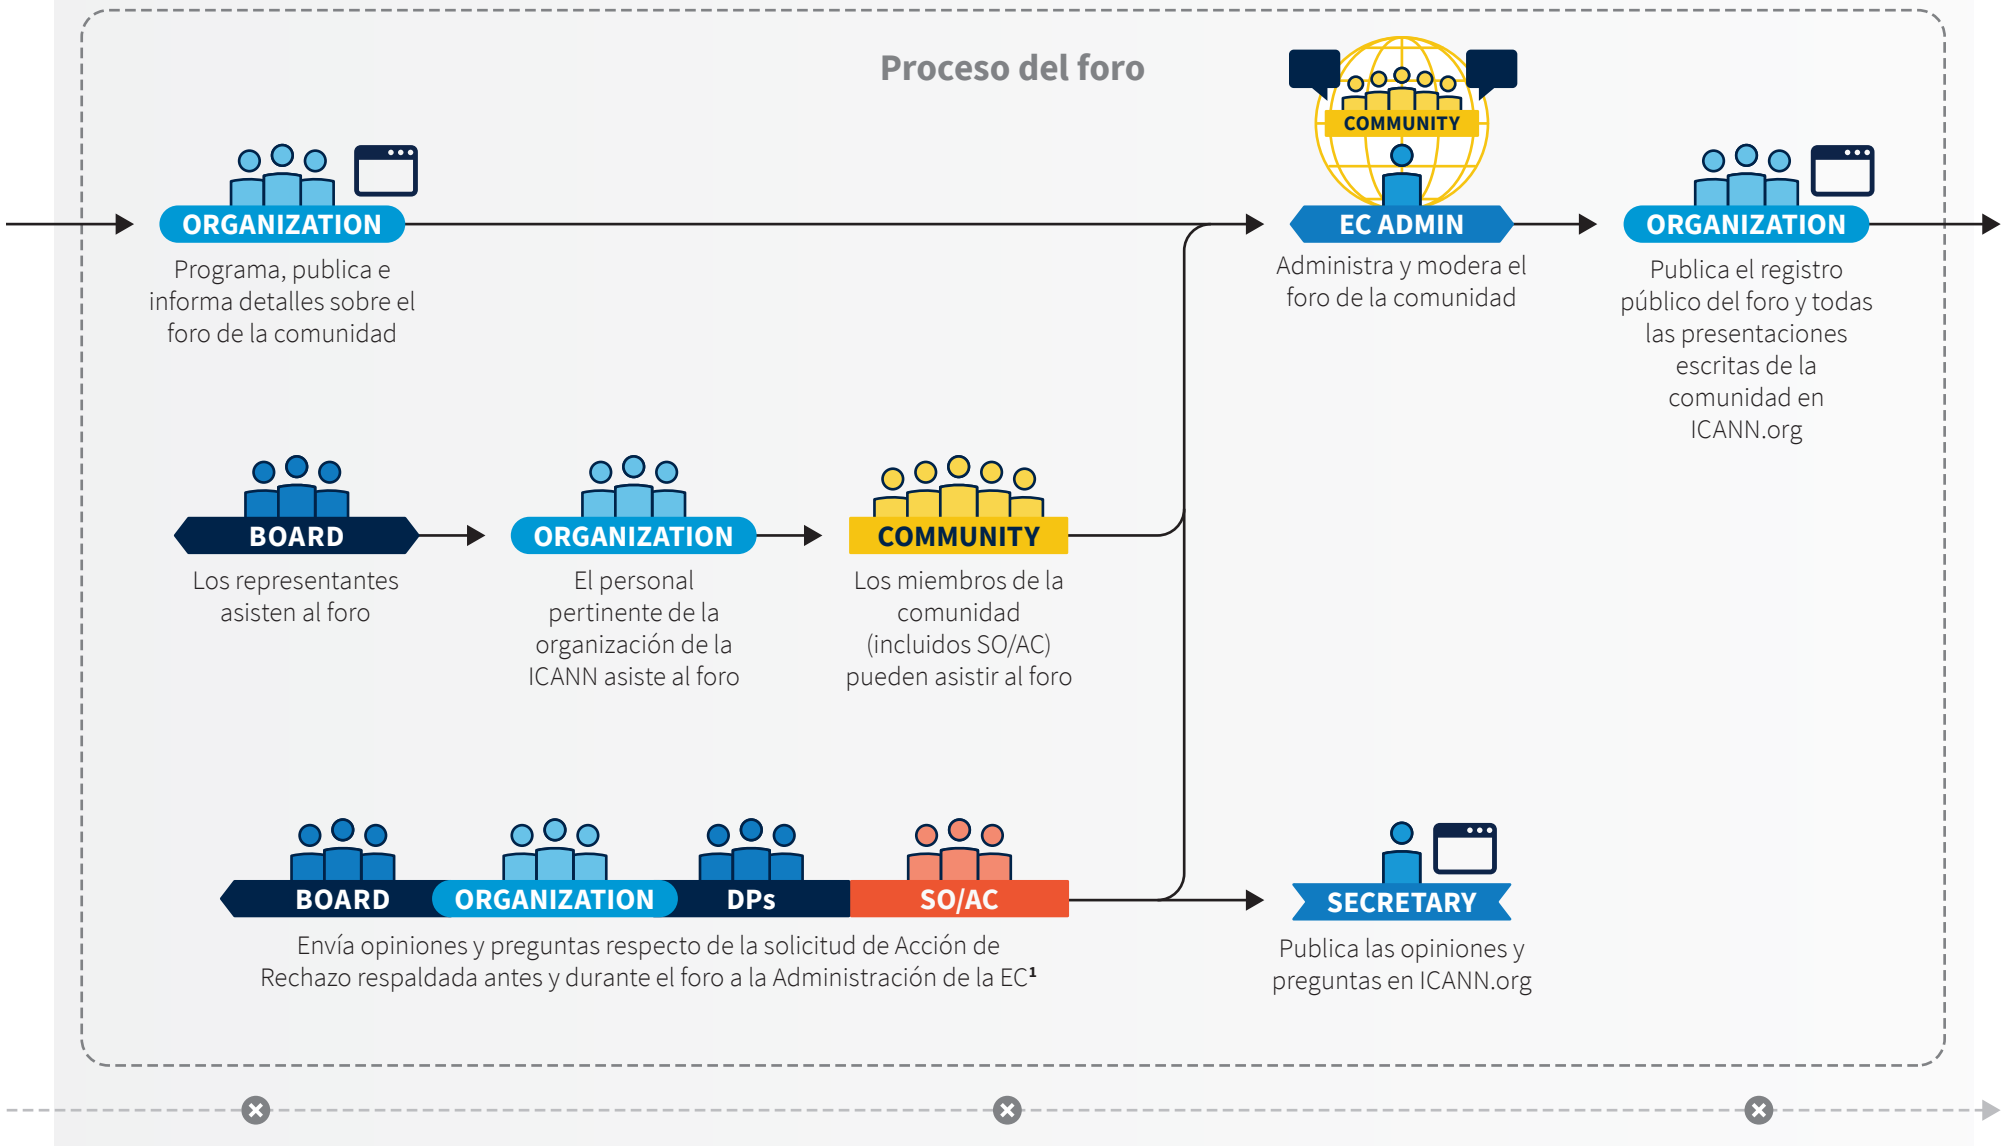 Proceso del foro
COMMUNITY
ORGANIZATION
Programa, publica e
informa detalles sobre el
foro de la comunidad
EC ADMIN
Administra y modera el
foro de la comunidad
ORGANIZATION
Publica el registro
público del foro y todas
las presentaciones
escritas de la
comunidad en
ICANN.org
BOARD
Los representantes
asisten al foro
ORGANIZATION
El personal
pertinente de la
organización de la
ICANN asiste al foro
COMMUNITY
Los miembros de la
comunidad
(incluidos SO/AC)
pueden asistir al foro
BOARD
ORGANIZATION
DPs
SO/AC
Envía opiniones y preguntas respecto de la solicitud de Acción de
Rechazo respaldada antes y durante el foro a la Administración de la EC¹
SECRETARY
Publica las opiniones y
preguntas en ICANN.org